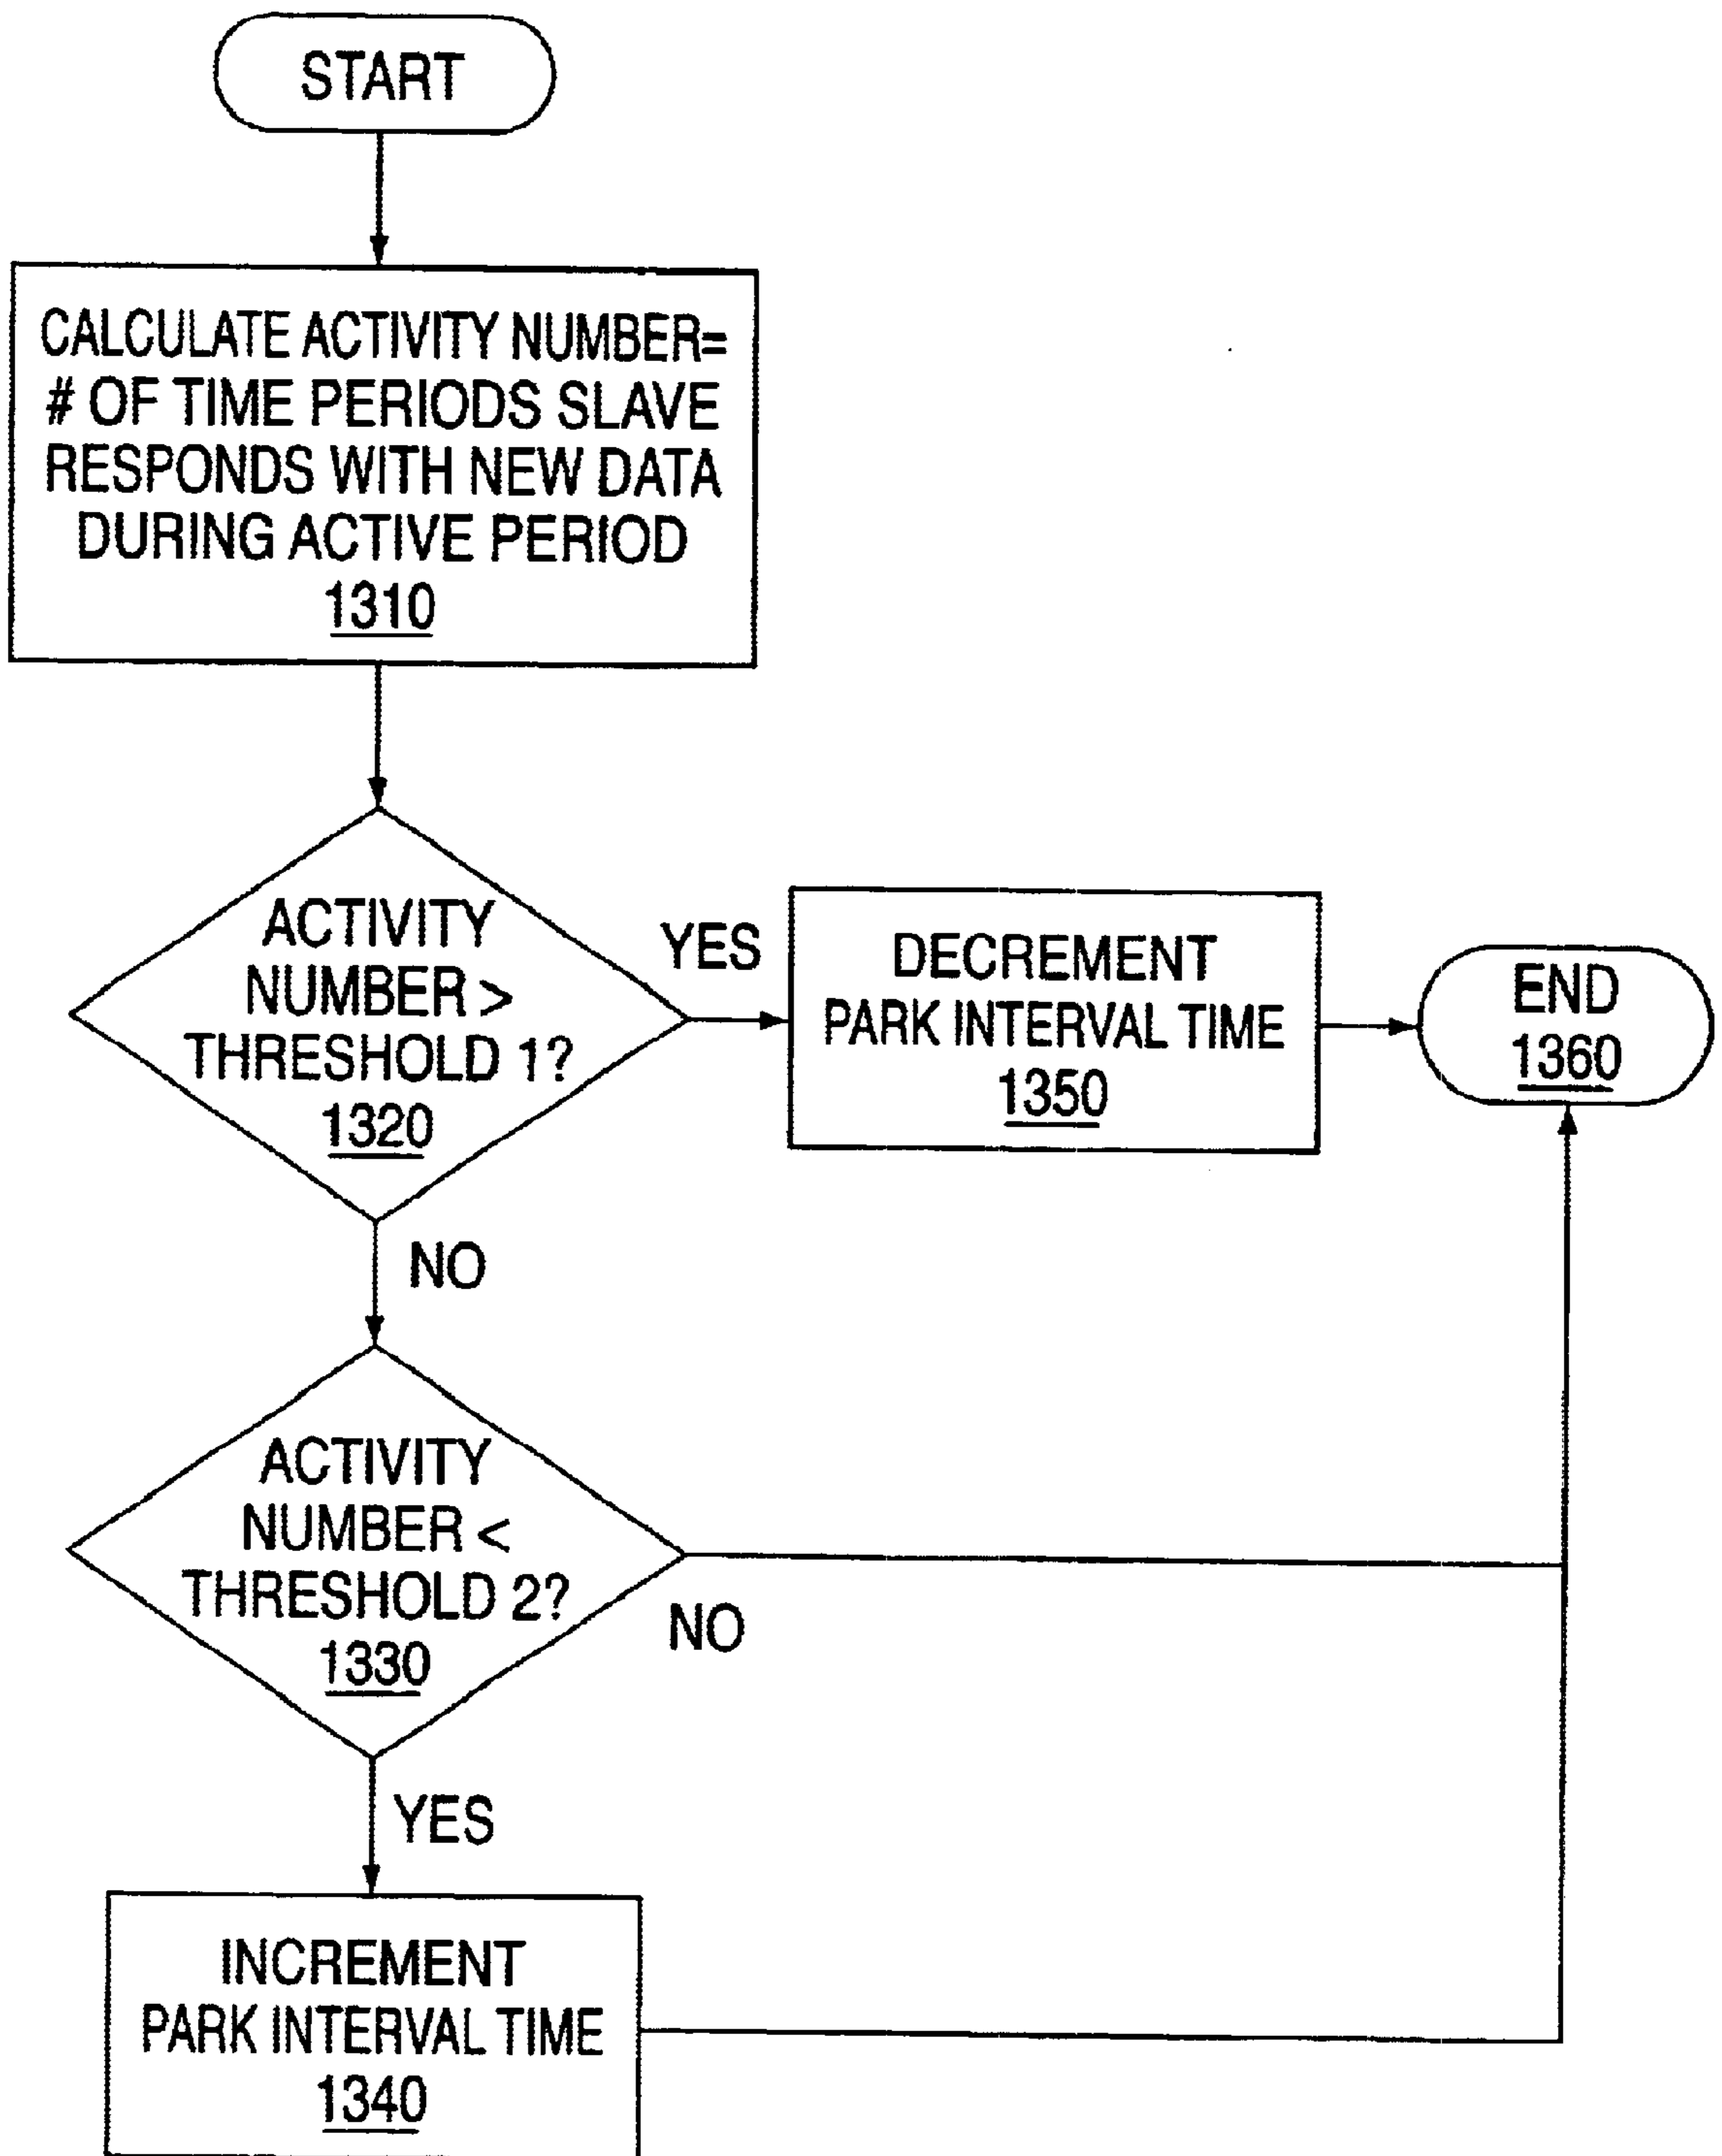 START
CALCULATE ACTIVITY NUMBER=
# OF TIME PERIODS SLAVE
RESPONDS WITH NEW DATA
DURING ACTIVE PERIOD
1310
ACTIVITY
NUMBER >
THRESHOLD 1?
1320
YES
DECREMENT
PARK INTERVAL TIME
1350
END
1360
NO
ACTIVITY
NUMBER <
THRESHOLD 2?
1330
NO
YES
INCREMENT
PARK INTERVAL TIME
1340